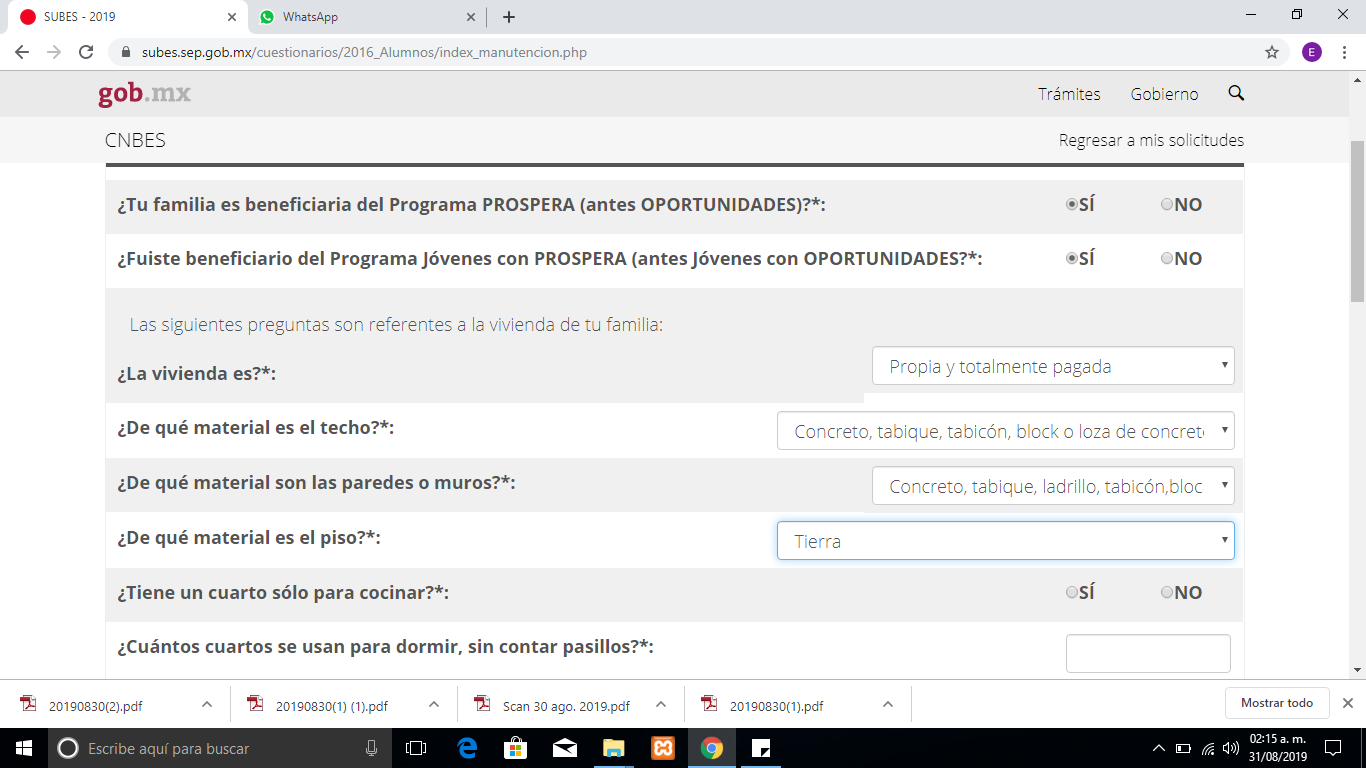 SUBES - 2019
WhatsApp
subes.sep.gob.mx/cuestionarios/2016_Alumnos/index_manutencion.php
E
gob.mx
Trámites
Gobierno
CNBES
Regresar a mis solicitudes
¿Tu familia es beneficiaria del Programa PROSPERA (antes OPORTUNIDADES)?*:
SÍ
NO
¿Fuiste beneficiario del Programa Jóvenes con PROSPERA (antes Jóvenes con OPORTUNIDADES?*:
SÍ
NO
Las siguientes preguntas son referentes a la vivienda de tu familia:
¿La vivienda es?*:
Propia y totalmente pagada
¿De qué material es el techo?*:
Concreto, tabique, tabicón, block o loza de concret
¿De qué material son las paredes o muros?*:
Concreto, tabique, ladrillo, tabicón,bloc
¿De qué material es el piso?*:
Tierra
¿Tiene un cuarto sólo para cocinar?*:
SÍ
NO
¿Cuántos cuartos se usan para dormir, sin contar pasillos?*:
20190830(2).pdf
20190830(1) (1).pdf
Scan 30 ago. 2019.pdf
20190830(1).pdf
Mostrar todo
Escribe aquí para buscar
02:15 a. m.
31/08/2019